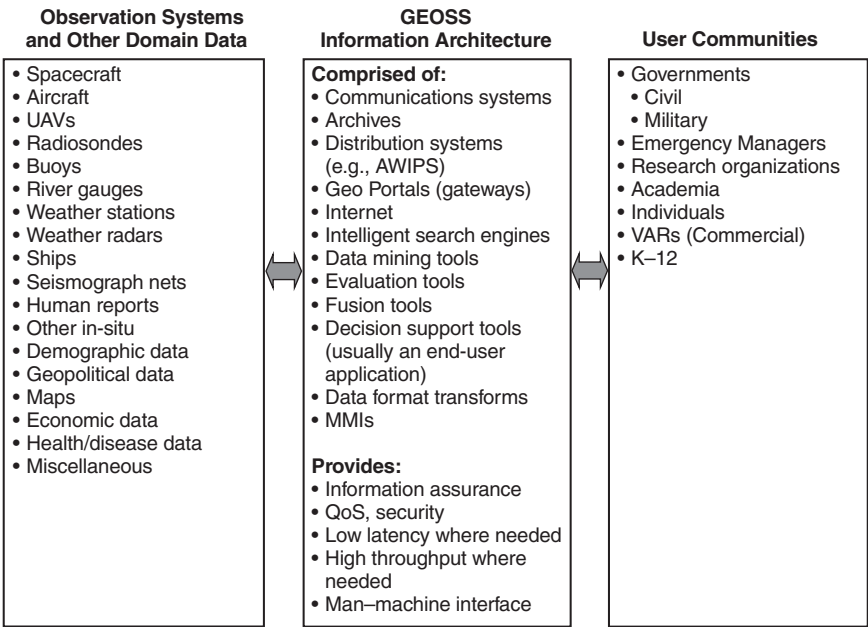 Observation Systems
and Other Domain Data
• Spacecraft
• Aircraft
• UAVs
• Radiosondes
• Buoys
• River gauges
• Weather stations
• Weather radars
• Ships
• Seismograph nets
• Human reports
• Other in-situ
• Demographic data
• Geopolitical data
• Maps
• Economic data
• Health/disease data
• Miscellaneous
GEOSS
Information Architecture
Comprised of:
• Communications systems
• Archives
• Distribution systems
(e.g., AWIPS)
• Geo Portals (gateways)
• Internet
• Intelligent search engines
• Data mining tools
• Evaluation tools
• Fusion tools
• Decision support tools
(usually an end-user
application)
• Data format transforms
• MMIs
Provides:
• Information assurance
• QoS, security
• Low latency where needed
• High throughput where
needed
• Man–machine interface
User Communities
• Governments
• Civil
• Military
• Emergency Managers
• Research organizations
• Academia
• Individuals
• VARs (Commercial)
• K–12